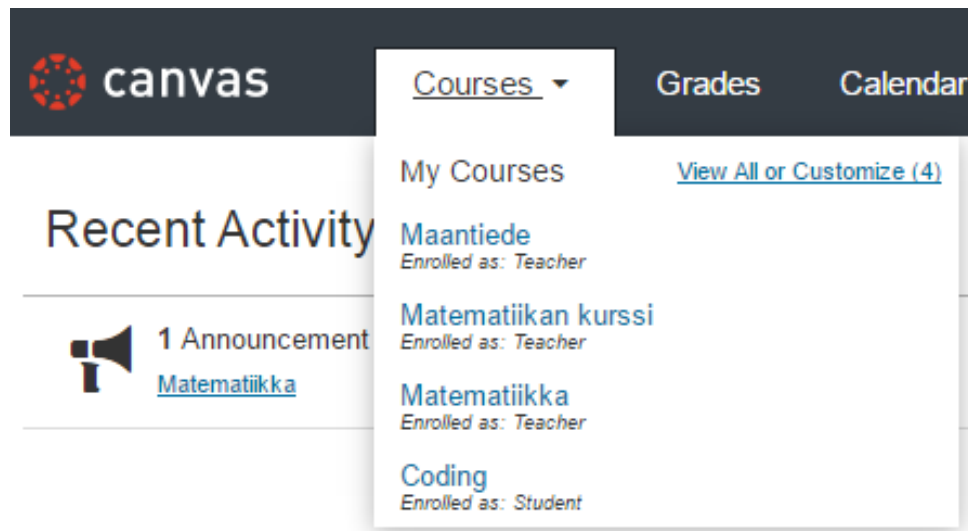 canvas
Courses
Grades
Calendar
My Courses
View All or Customize (4)
Recent Activity
Maantiede
Enrolled as: Teacher
Matematiikan kurssi
Enrolled as: Teacher
1 Announcement
Matematiikka
Matematiikka
Enrolled as: Teacher
Coding
Enrolled as: Student